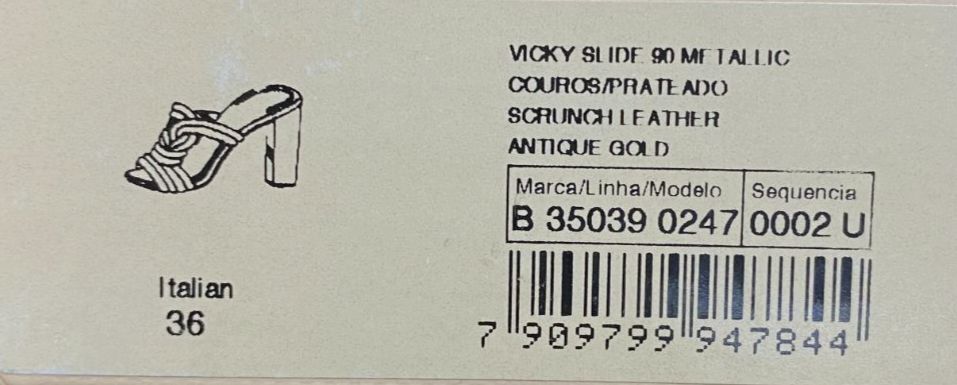 VICKY SLIDE 90 METALLIC
COUROS/PRATEADO
SCRUNCH LEATHER
ANTIQUE GOLD
Marca/Linha/Modelo Sequencia
B 35039 0247 0002 U
Italian
36
7 909799 947844